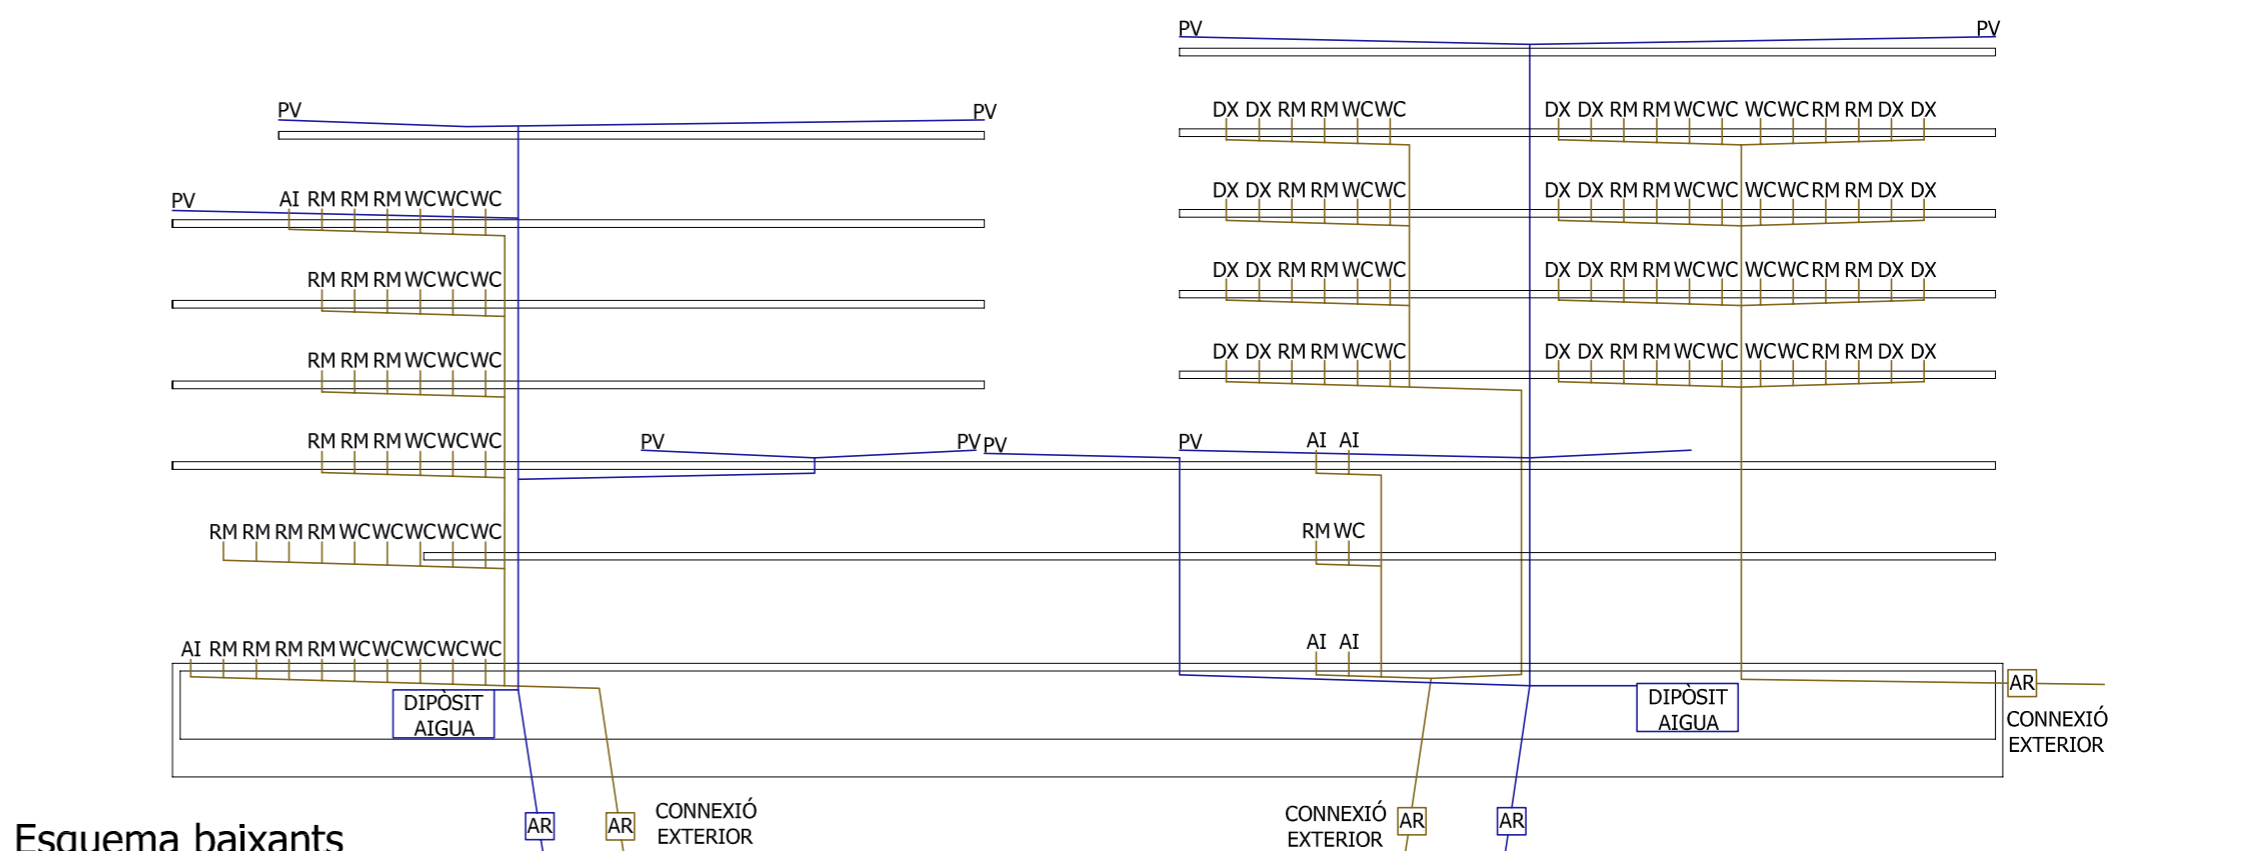 PV PV
PV PV
DX DX RM RM WC WC DX DX RM RM WC WC WC WC RM RM DX DX
PV AI RM RM RM WC WC WC
DX DX RM RM WC WC DX DX RM RM WC WC WC WC RM RM DX DX
RM RM RM WC WC WC
DX DX RM RM WC WC DX DX RM RM WC WC WC WC RM RM DX DX
RM RM RM WC WC WC
DX DX RM RM WC WC DX DX RM RM WC WC WC WC RM RM DX DX
RM RM RM WC WC WC PV PV PV PV AI AI
RM RM RM RM WC WC WC WC WC RM WC
AI RM RM RM RM WC WC WC WC WC AI AI
DIPÒSIT
AIGUA
DIPÒSIT
AIGUA
AR
CONNEXIÓ
EXTERIOR
AR AR
CONNEXIÓ
EXTERIOR
CONNEXIÓ
EXTERIOR
AR AR
Esquema baixants